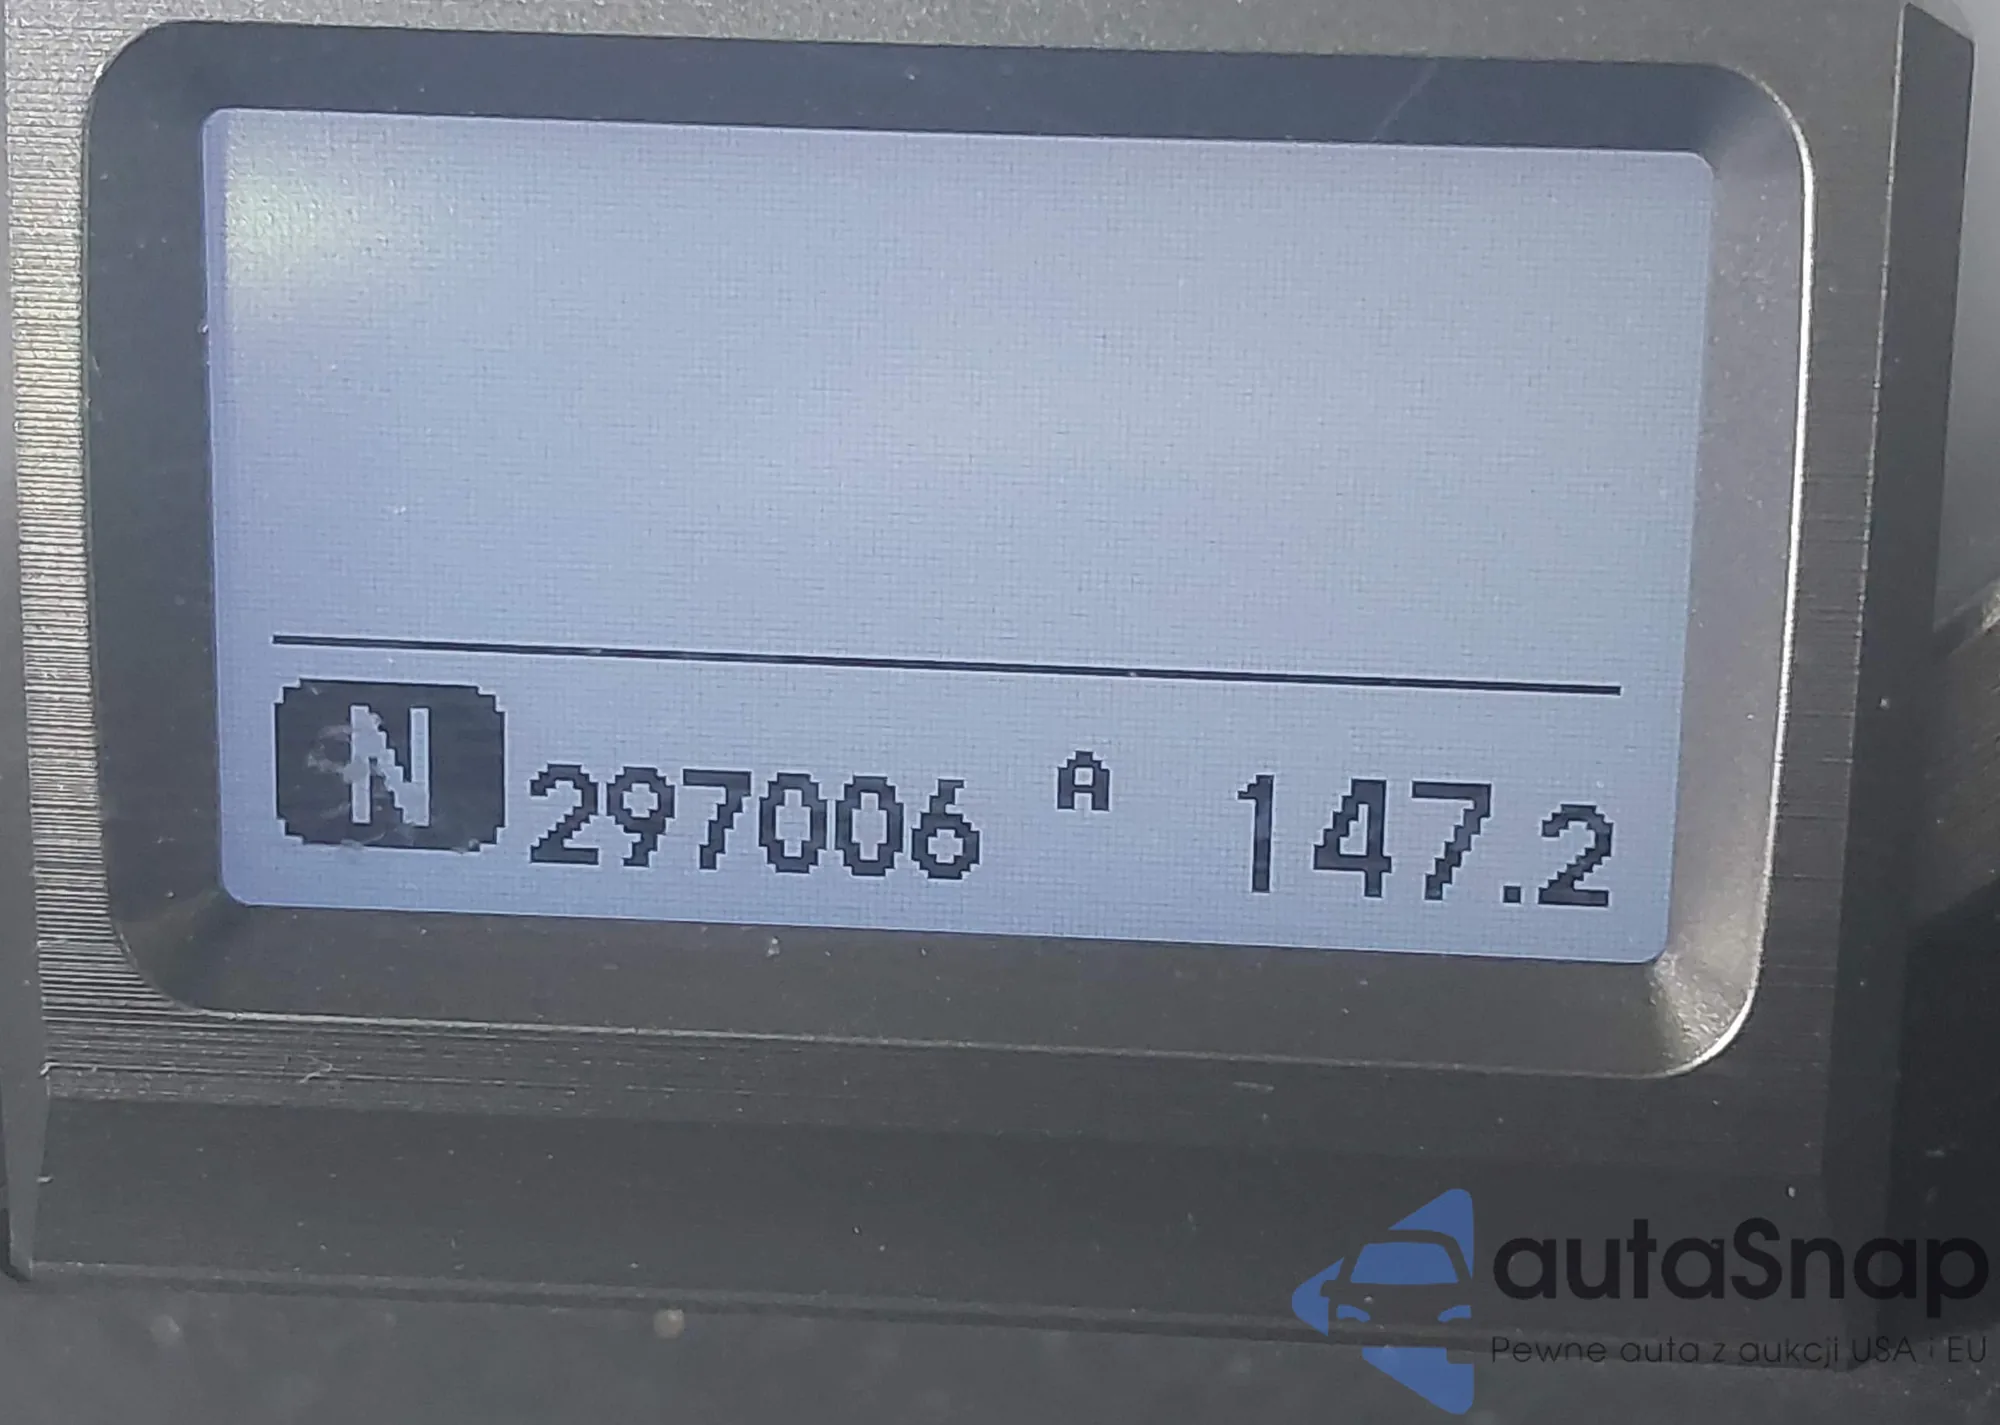 N 297006 A 147.2
autaSnap
Pewne auta z aukcji USA i EU